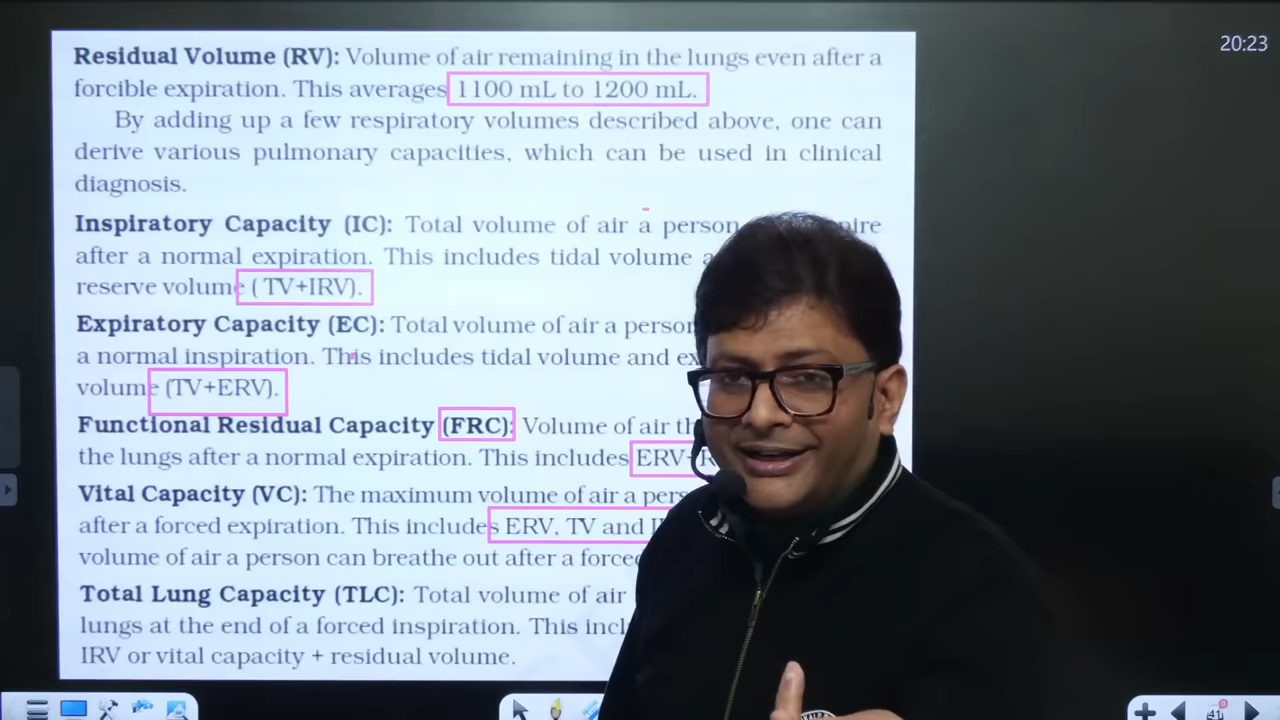 20:23
Residual Volume (RV): Volume of air remaining in the lungs even after a
forcible expiration. This averages 1100 mL to 1200 mL.
By adding up a few respiratory volumes described above, one can
derive various pulmonary capacities, which can be used in clinical
diagnosis.
Inspiratory Capacity (IC): Total volume of air a person
after a normal expiration. This includes tidal volume
reserve volume ( TV+IRV).
Expiratory Capacity (EC): Total volume of air a person
a normal inspiration. This includes tidal volume and
volume (TV+ERV).
Functional Residual Capacity (FRC): Volume of air
the lungs after a normal expiration. This includes ERV+
Vital Capacity (VC): The maximum volume of air a
after a forced expiration. This includes ERV, TV and
volume of air a person can breathe out after a forced
Total Lung Capacity (TLC): Total volume of air
lungs at the end of a forced inspiration. This
IRV or vital capacity + residual volume.
41